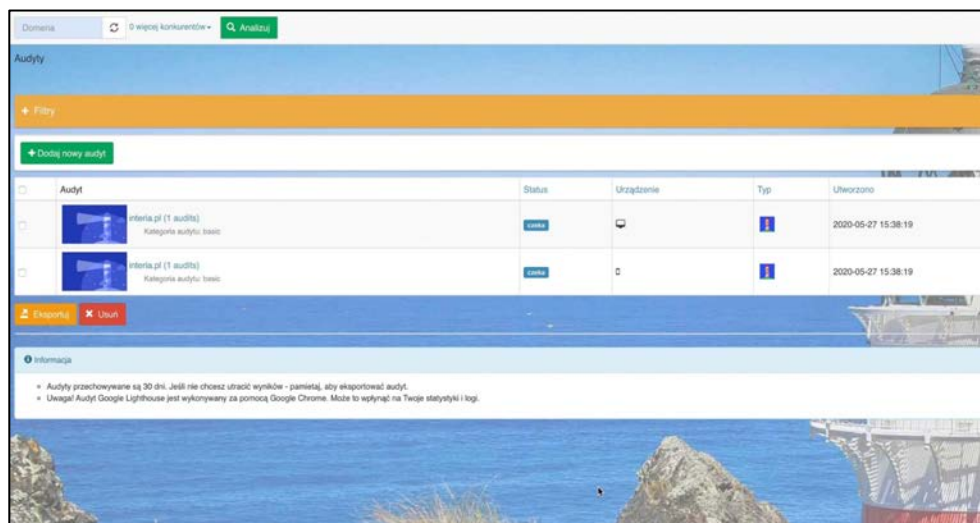 Domena 0 więcej konkurentów Analizuj
Audyty
+ Filtry
+ Dodaj nowy audyt
Audyt Status Urządzenie Typ Utworzono
interia.pl (1 audits)
Kategoria audytu: basic
czeka
2020-05-27 15:38:19
interia.pl (1 audits)
Kategoria audytu: basic
czeka
2020-05-27 15:38:19
Eksportuj Usuń
Informacja
Audyty przechowywane są 30 dni. Jeśli nie chcesz utracić wyników - pamietaj, aby eksportować audyt.
Uwaga! Audyt Google Lighthouse jest wykonywany za pomocą Google Chrome. Może to wpłynąć na Twoje statystyki i logi.